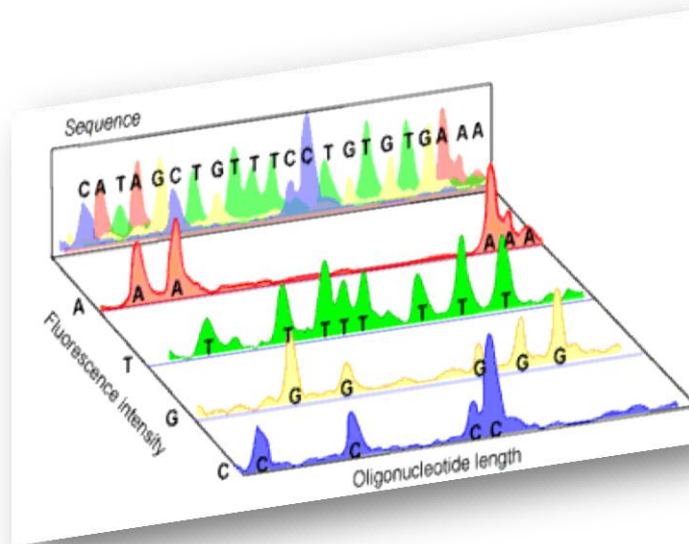 Sequence
C A T A G C T G T T T C C T G T G T G A A A
A A A A A A
T T T T T T T T T
G G G G G G
C C C C C
Fluorescence intensity
Oligonucleotide length